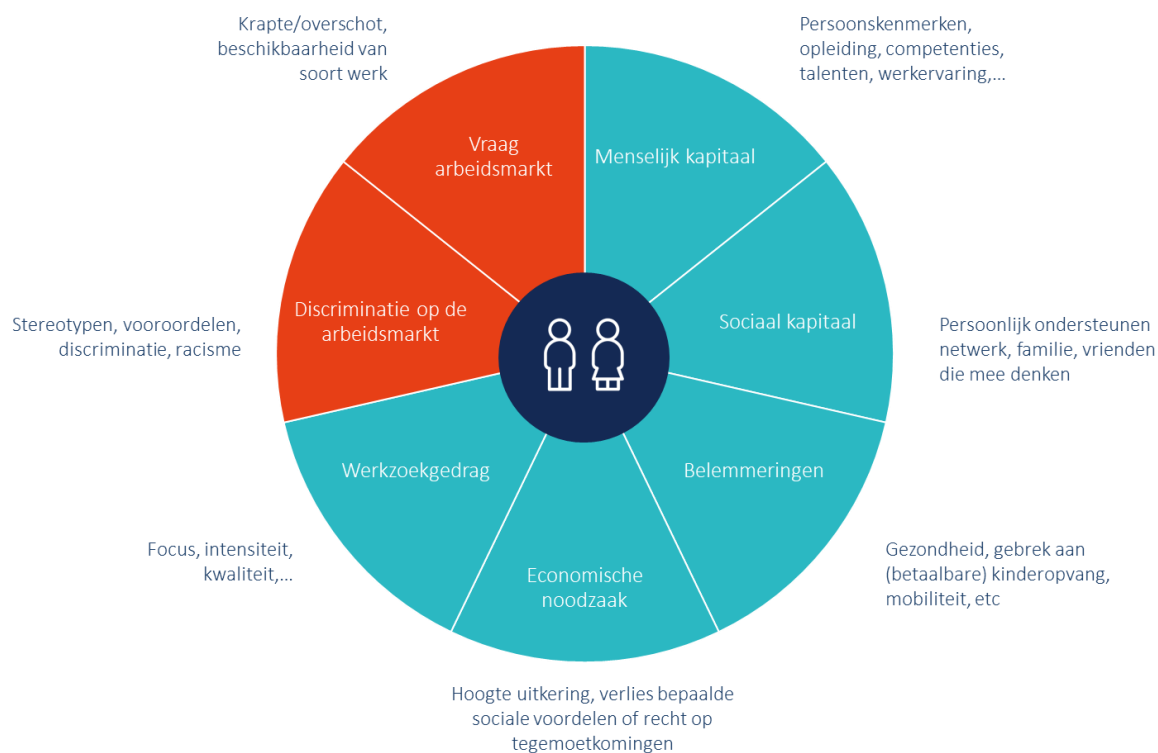 Krapte/overschot,
beschikbaarheid van
soort werk
Persoonskenmerken,
opleiding, competenties,
talenten, werkervaring,...
Vraag
arbeidsmarkt
Menselijk kapitaal
Discriminatie op de
arbeidsmarkt
Sociaal kapitaal
Stereotypen, vooroordelen,
discriminatie, racisme
Persoonlijk ondersteunen
netwerk, familie, vrienden
die mee denken
Werkzoekgedrag
Belemmeringen
Focus, intensiteit,
kwaliteit,...
Economische
noodzaak
Gezondheid, gebrek aan
(betaalbare) kinderopvang,
mobiliteit, etc
Hoogte uitkering, verlies bepaalde
sociale voordelen of recht op
tegemoetkomingen